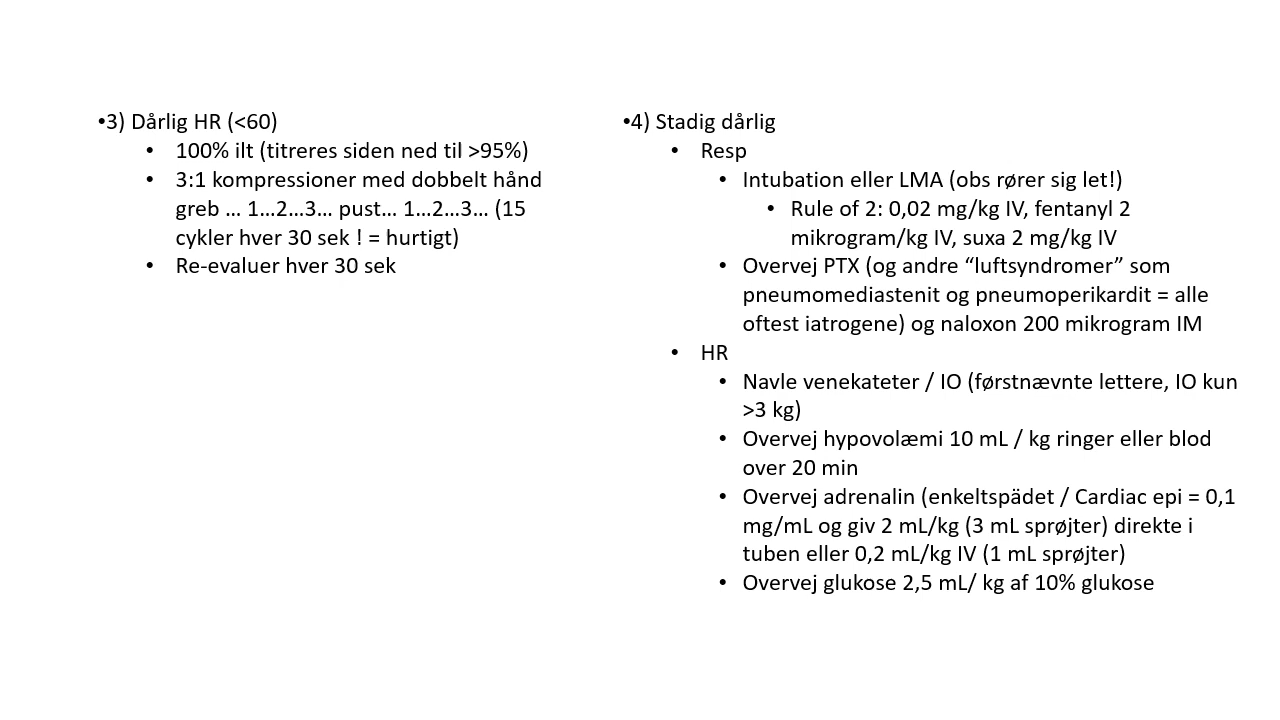 •3) Dårlig HR (<60)
• 100% ilt (titreres siden ned til >95%)
• 3:1 kompressioner med dobbelt hånd
greb … 1…2…3… pust… 1…2…3… (15
cykler hver 30 sek ! = hurtigt)
• Re-evaluer hver 30 sek
•4) Stadig dårlig
• Resp
• Intubation eller LMA (obs rører sig let!)
• Rule of 2: 0,02 mg/kg IV, fentanyl 2
mikrogram/kg IV, suxa 2 mg/kg IV
• Overvej PTX (og andre “luftsyndromer” som
pneumomediastenit og pneumoperikardit = alle
oftest iatrogene) og naloxon 200 mikrogram IM
• HR
• Navle venekateter / IO (førstnævnte lettere, IO kun
>3 kg)
• Overvej hypovolæmi 10 mL / kg ringer eller blod
over 20 min
• Overvej adrenalin (enkeltspädet / Cardiac epi = 0,1
mg/mL og giv 2 mL/kg (3 mL sprøjter) direkte i
tuben eller 0,2 mL/kg IV (1 mL sprøjter)
• Overvej glukose 2,5 mL/ kg af 10% glukose